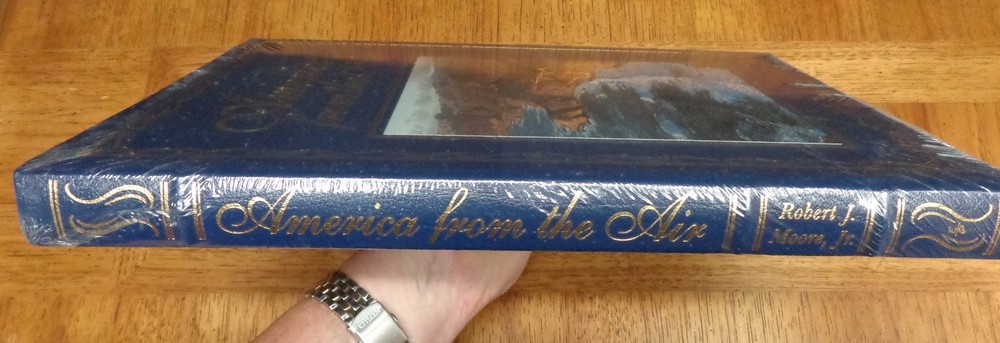 America from the Air
Robert J.
Moore, Jr.